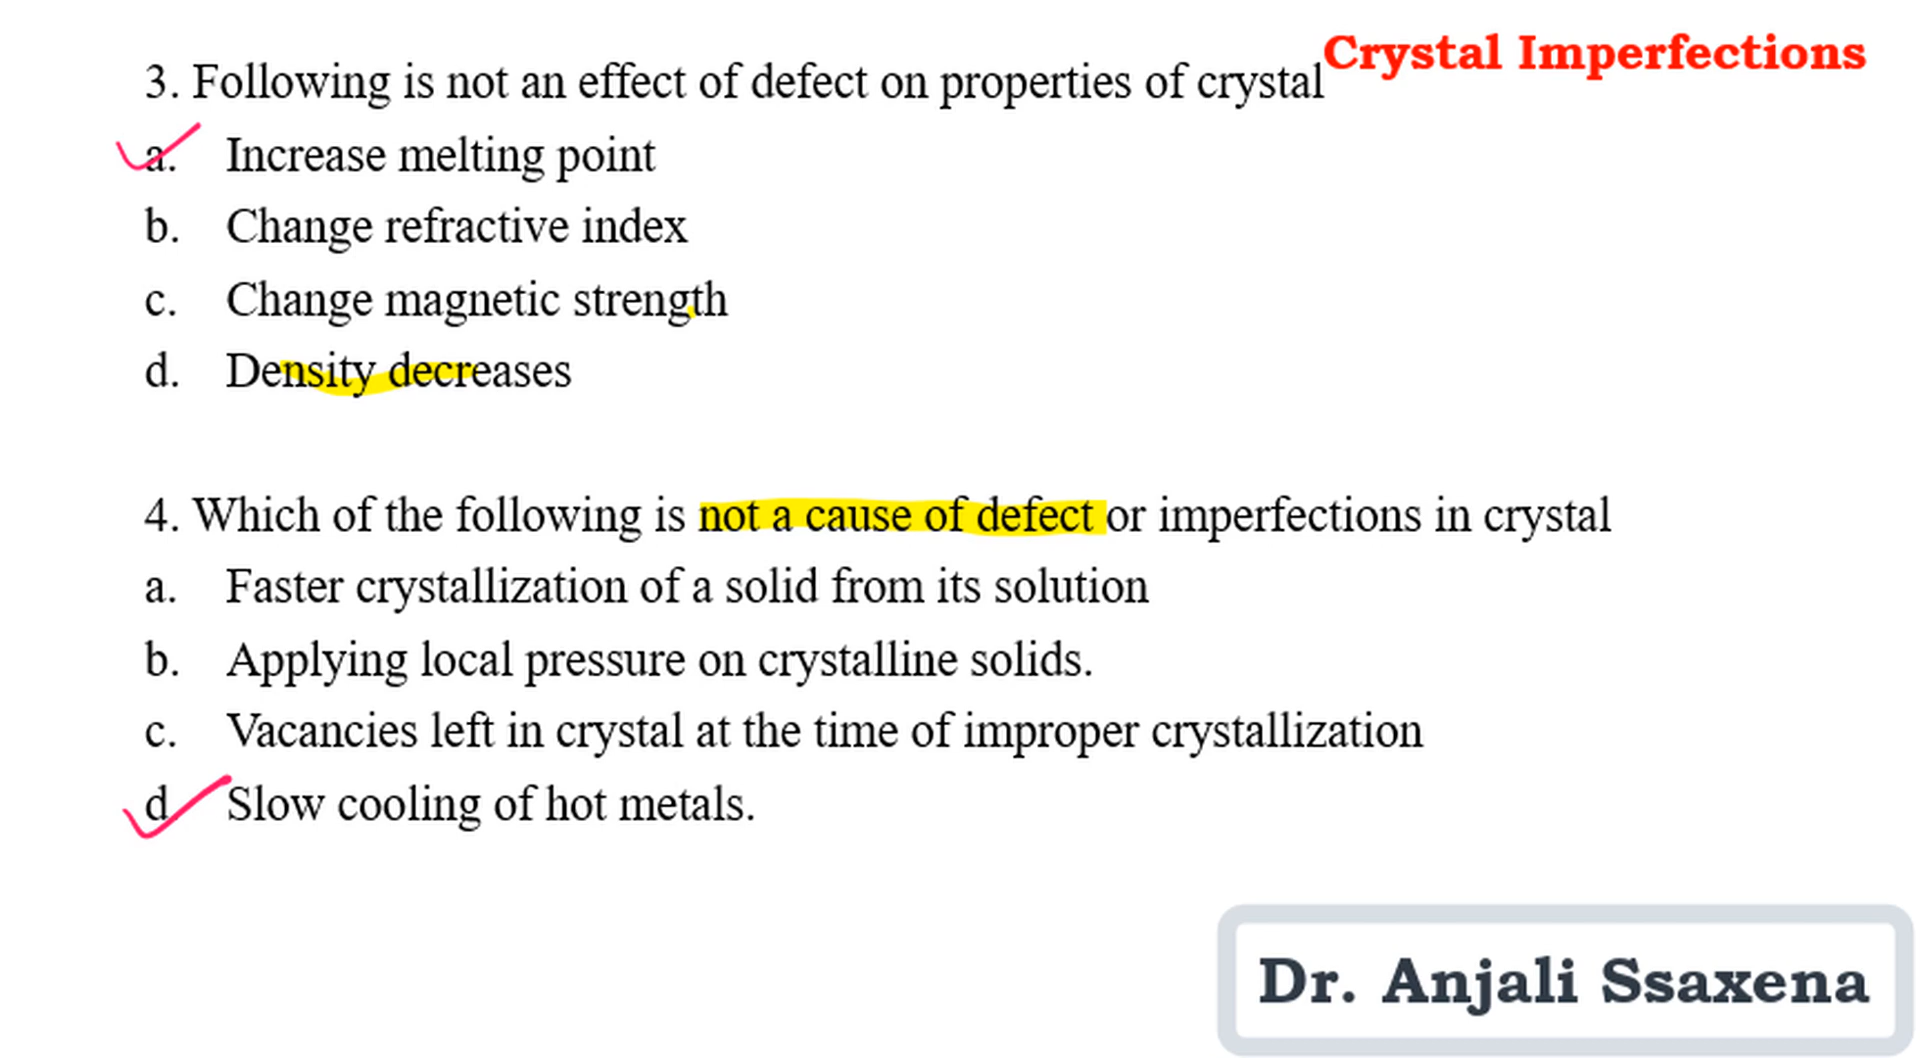 Crystal Imperfections
3. Following is not an effect of defect on properties of crystal
a. Increase melting point
b. Change refractive index
c. Change magnetic strength
d. Density decreases
4. Which of the following is not a cause of defect or imperfections in crystal
a. Faster crystallization of a solid from its solution
b. Applying local pressure on crystalline solids.
c. Vacancies left in crystal at the time of improper crystallization
d Slow cooling of hot metals.
Dr. Anjali Ssaxena